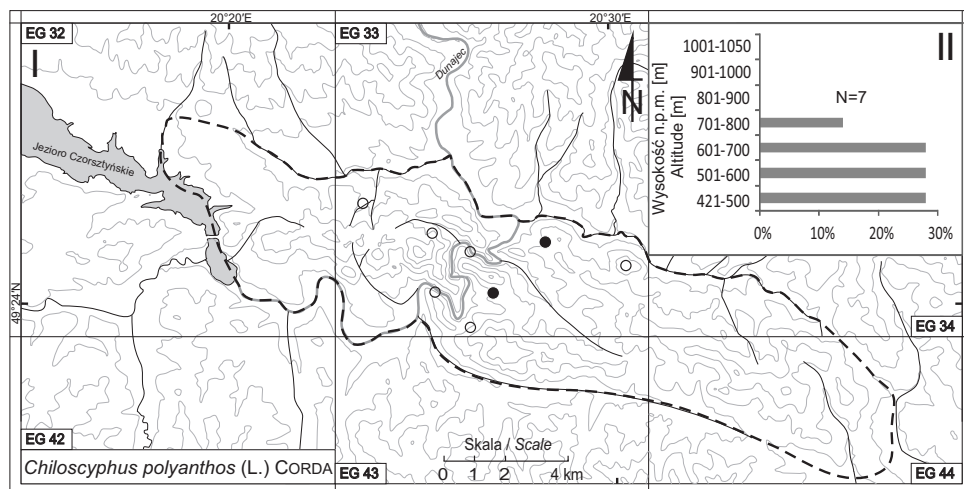 20°20'E
20°30'E
EG 32
EG 33
I
II
Dunajec
N
Jezioro Czorsztyńskie
49°24'N
Wysokość n.p.m. [m]
Altitude [m]
1001-1050
901-1000
801-900
701-800
601-700
501-600
421-500
N=7
0% 10% 20% 30%
EG 34
EG 42
EG 43
EG 44
Skala / Scale
0 1 2 4 km
Chiloscyphus polyanthos (L.) CORDA